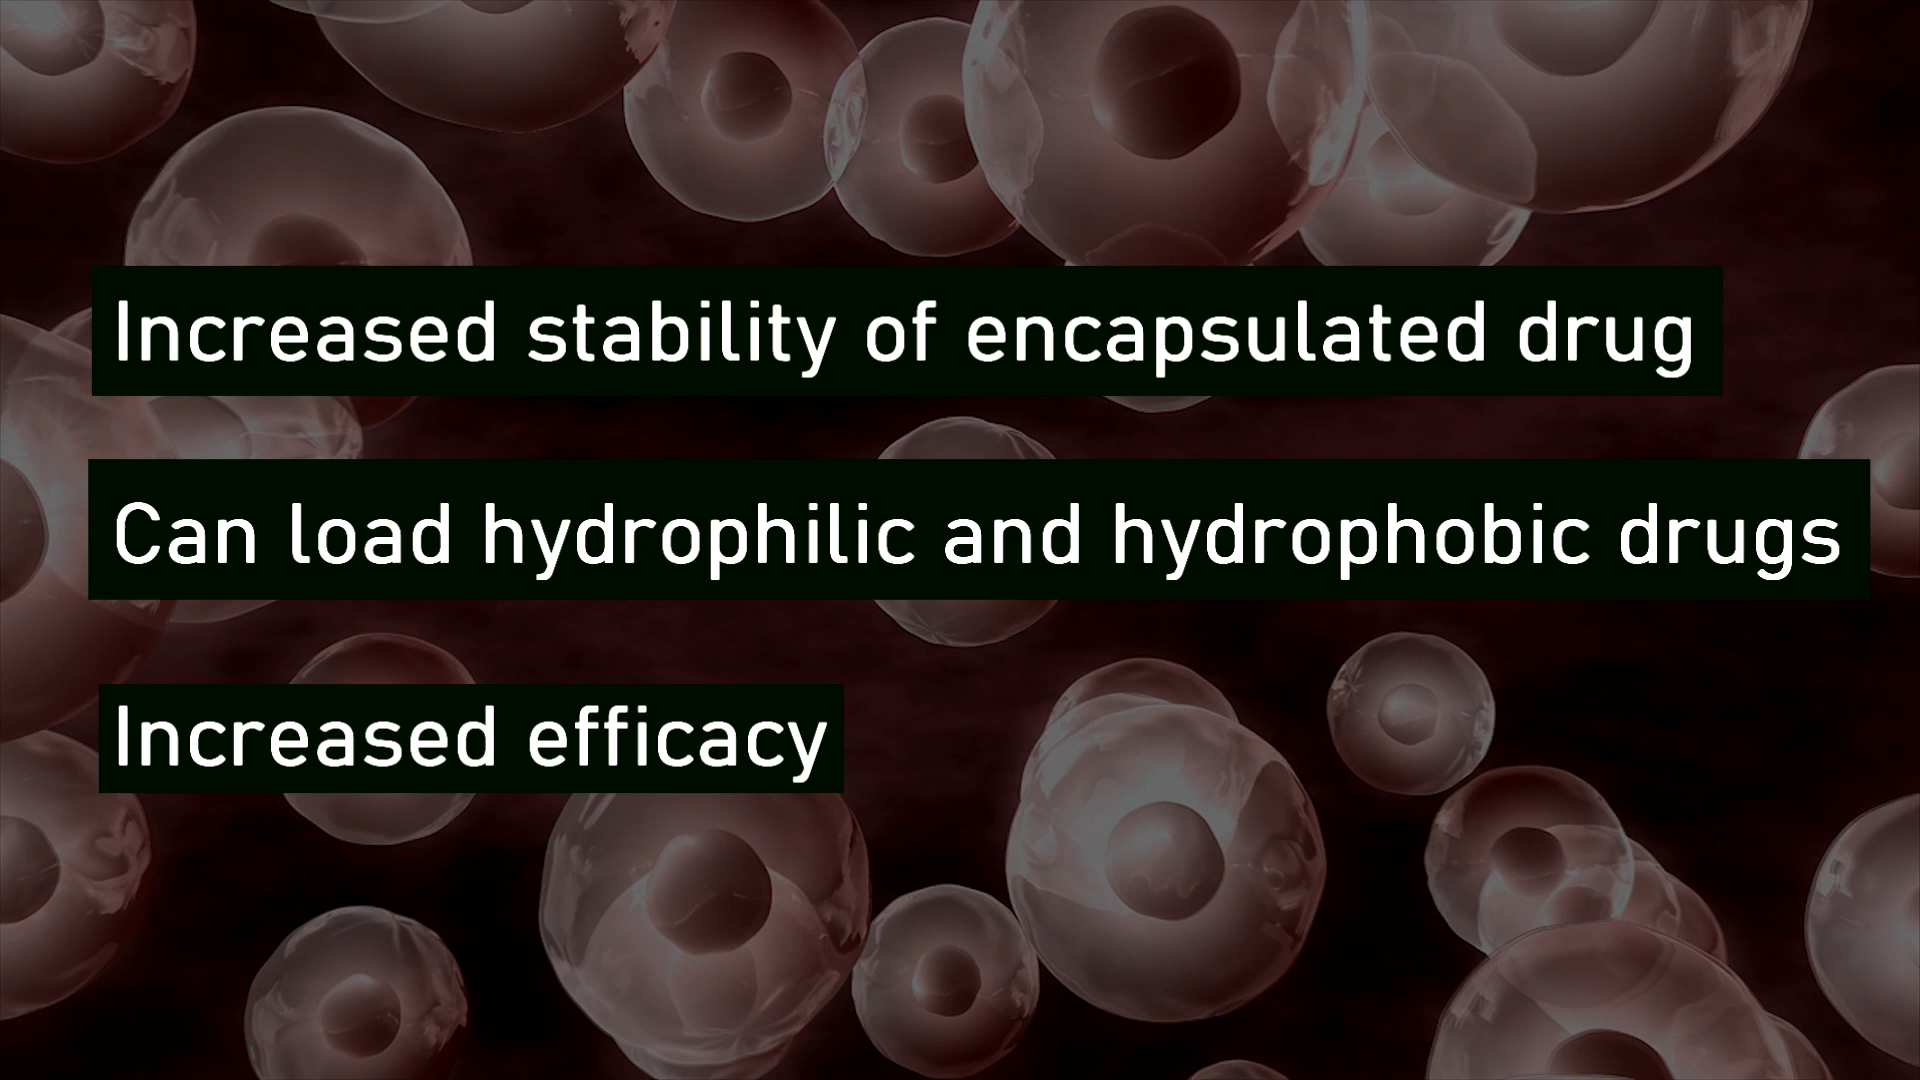 Increased stability of encapsulated drug
Can load hydrophilic and hydrophobic drugs
Increased efficacy